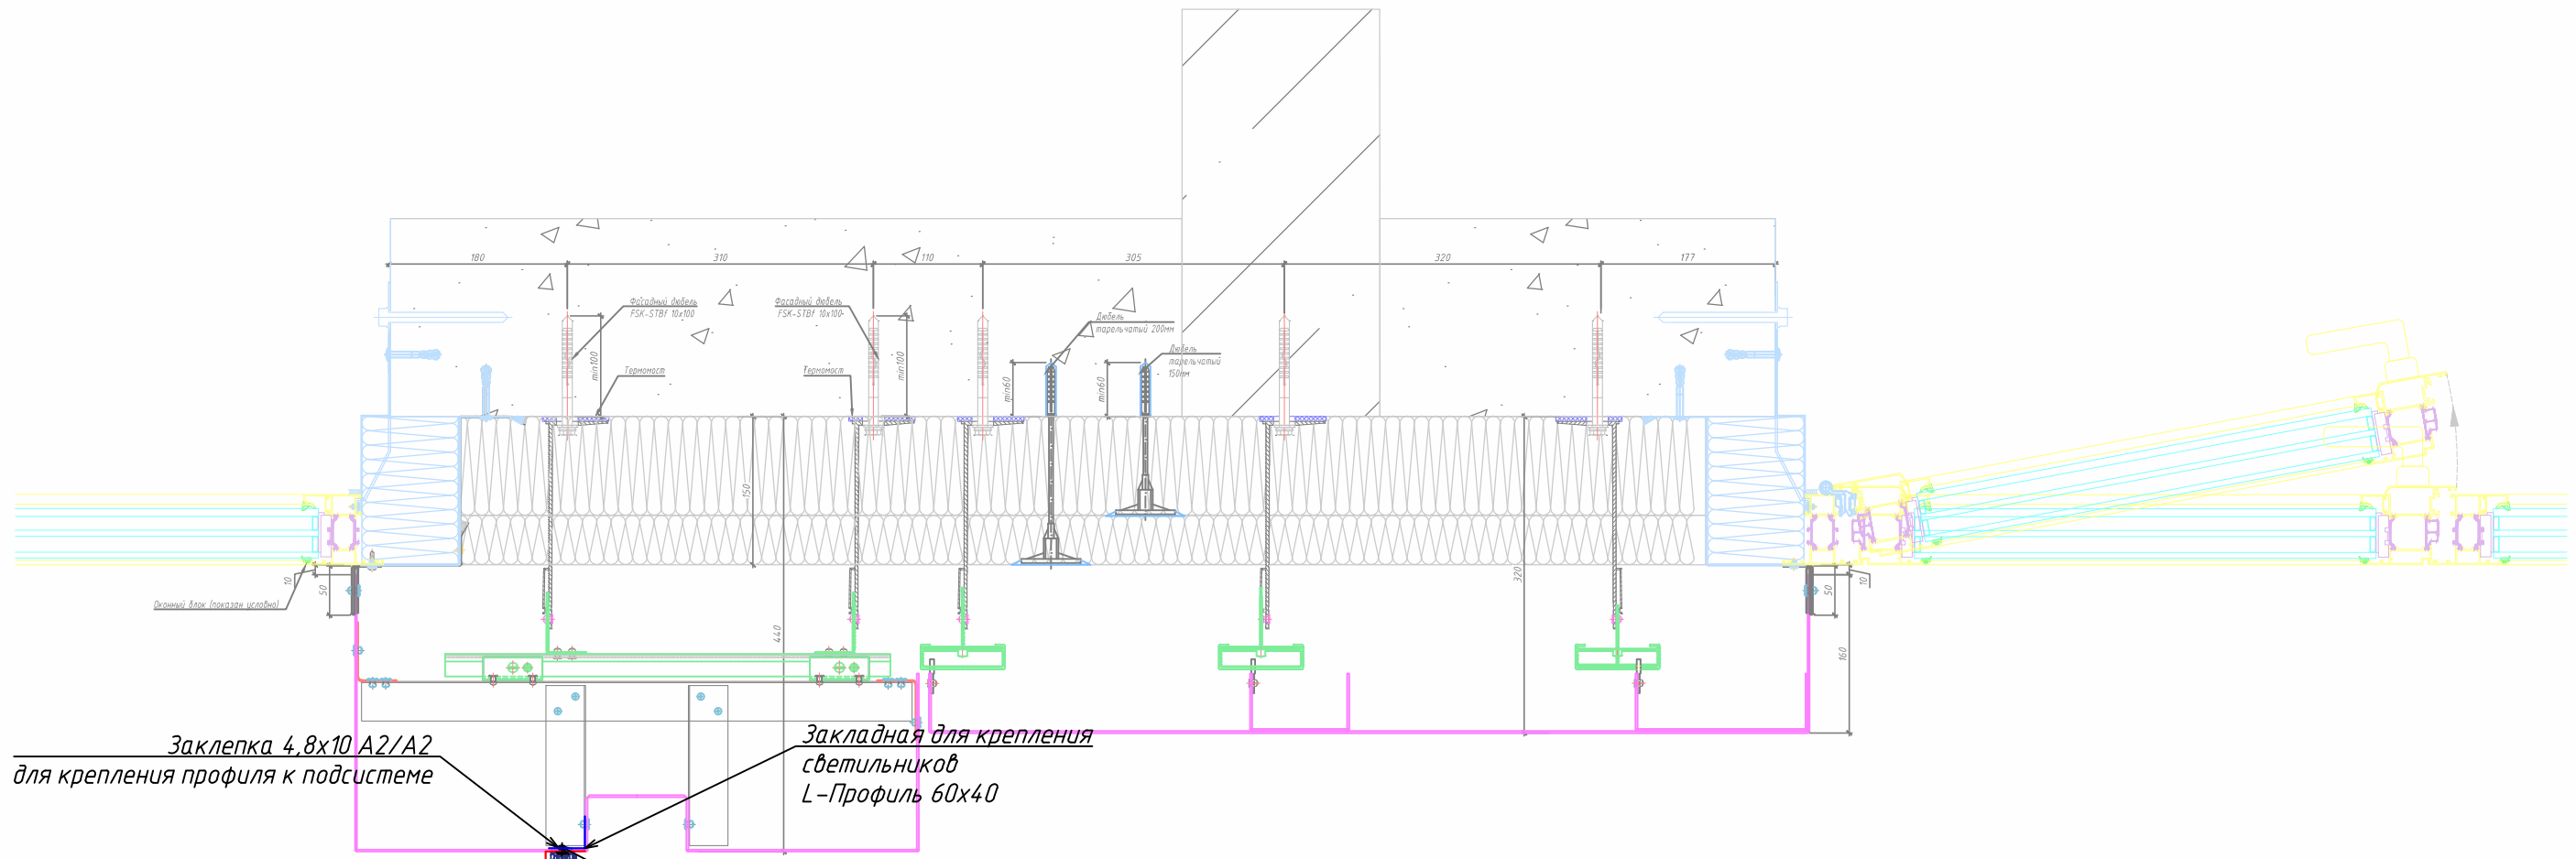 180
310
110
305
320
177
Фасадный дюбель
FSK-STBf 10х100
Фасадный дюбель
FSK-STBf 10х100
Дюбель
тарельчатый 200мм
Дюбель
тарельчатый
150мм
min100
min100
min60
min60
Термомост
Термомост
150
320
440
10
50
Оконный блок (показан условно)
10
50
160
Заклепка 4,8х10 А2/А2
для крепления профиля к подсистеме
Закладная для крепления
светильников
L-Профиль 60х40